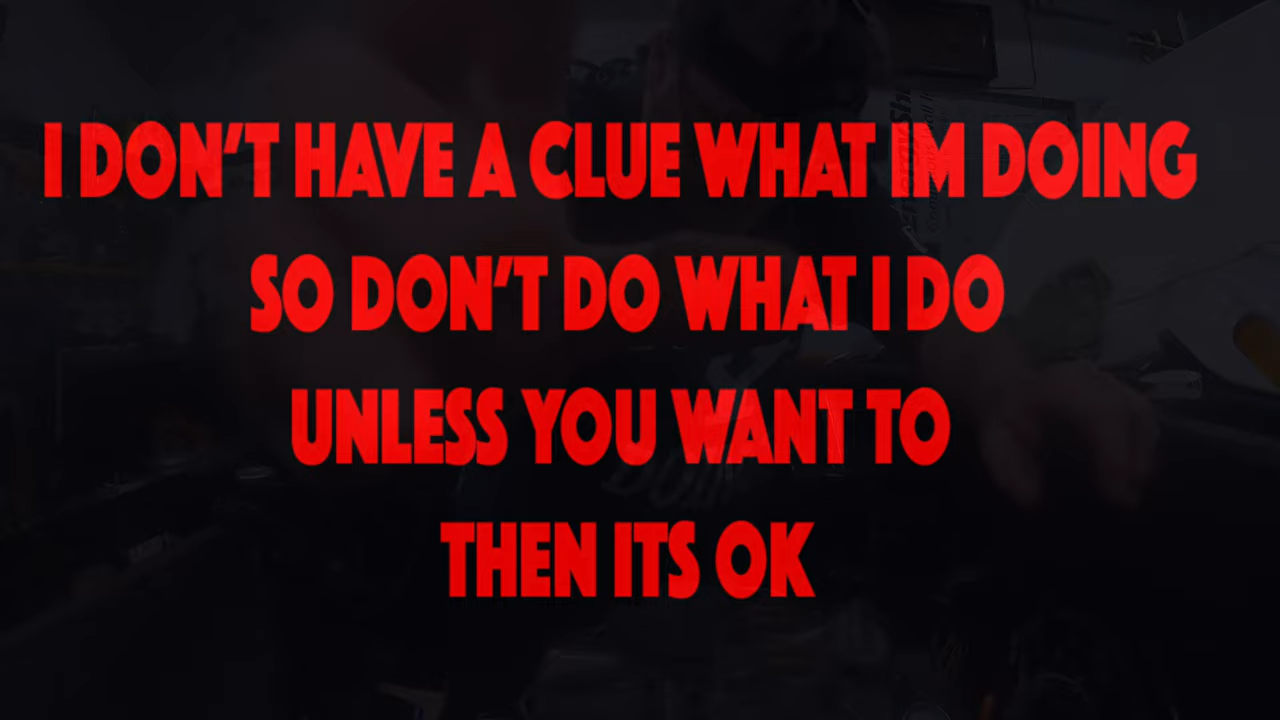 I DON'T HAVE A CLUE WHAT IM DOING
SO DON'T DO WHAT I DO
UNLESS YOU WANT TO
THEN ITS OK